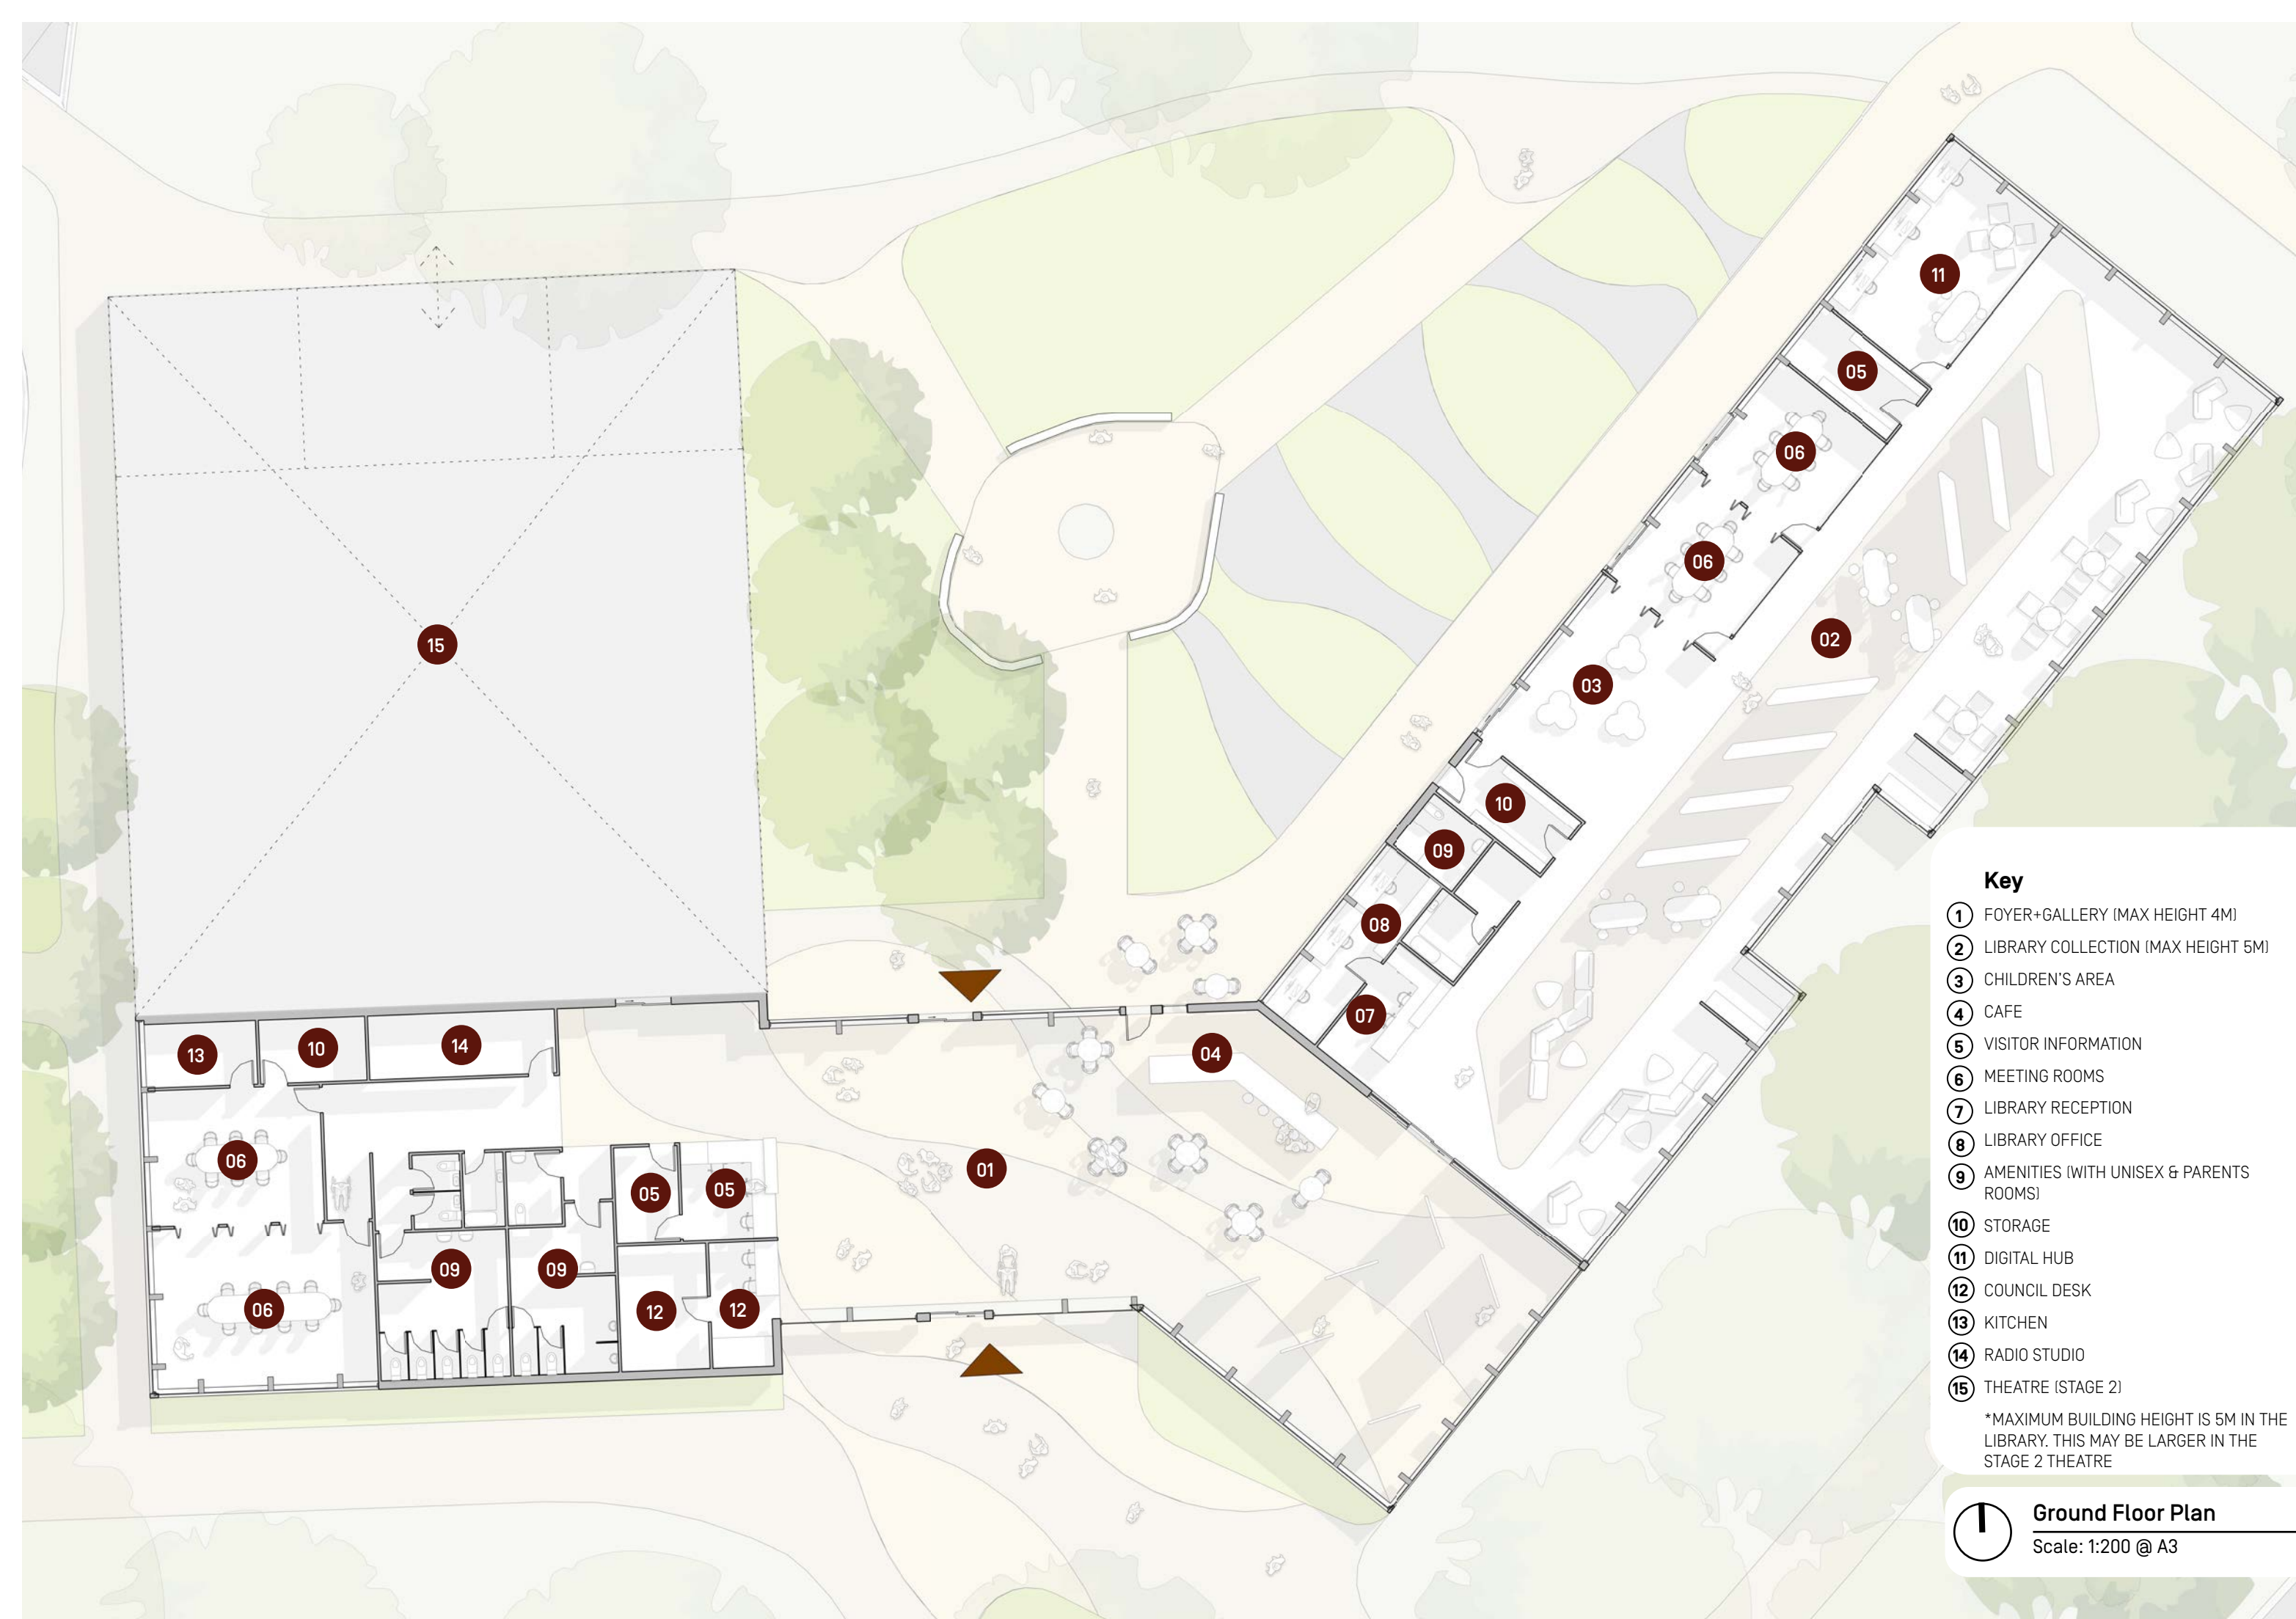 11
05
06
06
02
15
03
10
09
08
07
04
13
10
14
06
01
05
05
09
09
06
12
12
Key
1 FOYER+GALLERY (MAX HEIGHT 4M)
2 LIBRARY COLLECTION (MAX HEIGHT 5M)
3 CHILDREN'S AREA
4 CAFE
5 VISITOR INFORMATION
6 MEETING ROOMS
7 LIBRARY RECEPTION
8 LIBRARY OFFICE
9 AMENITIES (WITH UNISEX & PARENTS
ROOMS)
10 STORAGE
11 DIGITAL HUB
12 COUNCIL DESK
13 KITCHEN
14 RADIO STUDIO
15 THEATRE (STAGE 2)
*MAXIMUM BUILDING HEIGHT IS 5M IN THE
LIBRARY. THIS MAY BE LARGER IN THE
STAGE 2 THEATRE
Ground Floor Plan
Scale: 1:200 @ A3